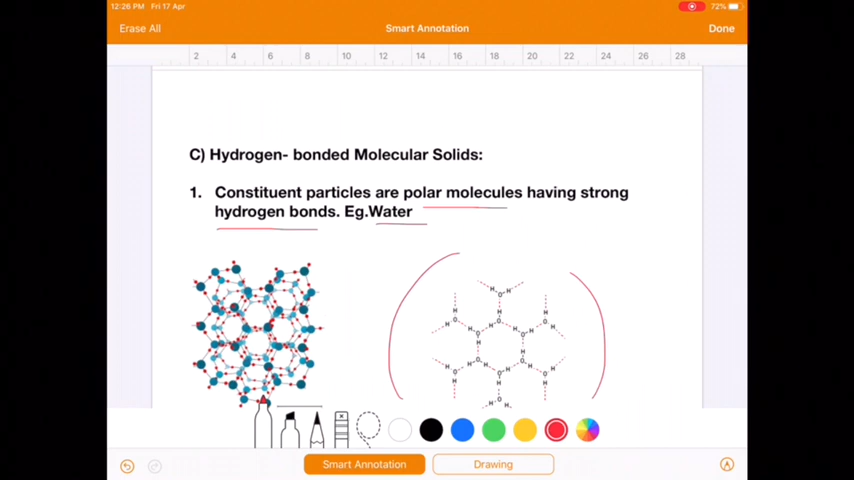 12:26 PM Fri 17 Apr 72%
Erase All Smart Annotation Done
2 4 6 8 10 12 14 16 18 20 22 24 26 28
C) Hydrogen- bonded Molecular Solids:
1. Constituent particles are polar molecules having strong
hydrogen bonds. Eg.Water
Smart Annotation Drawing